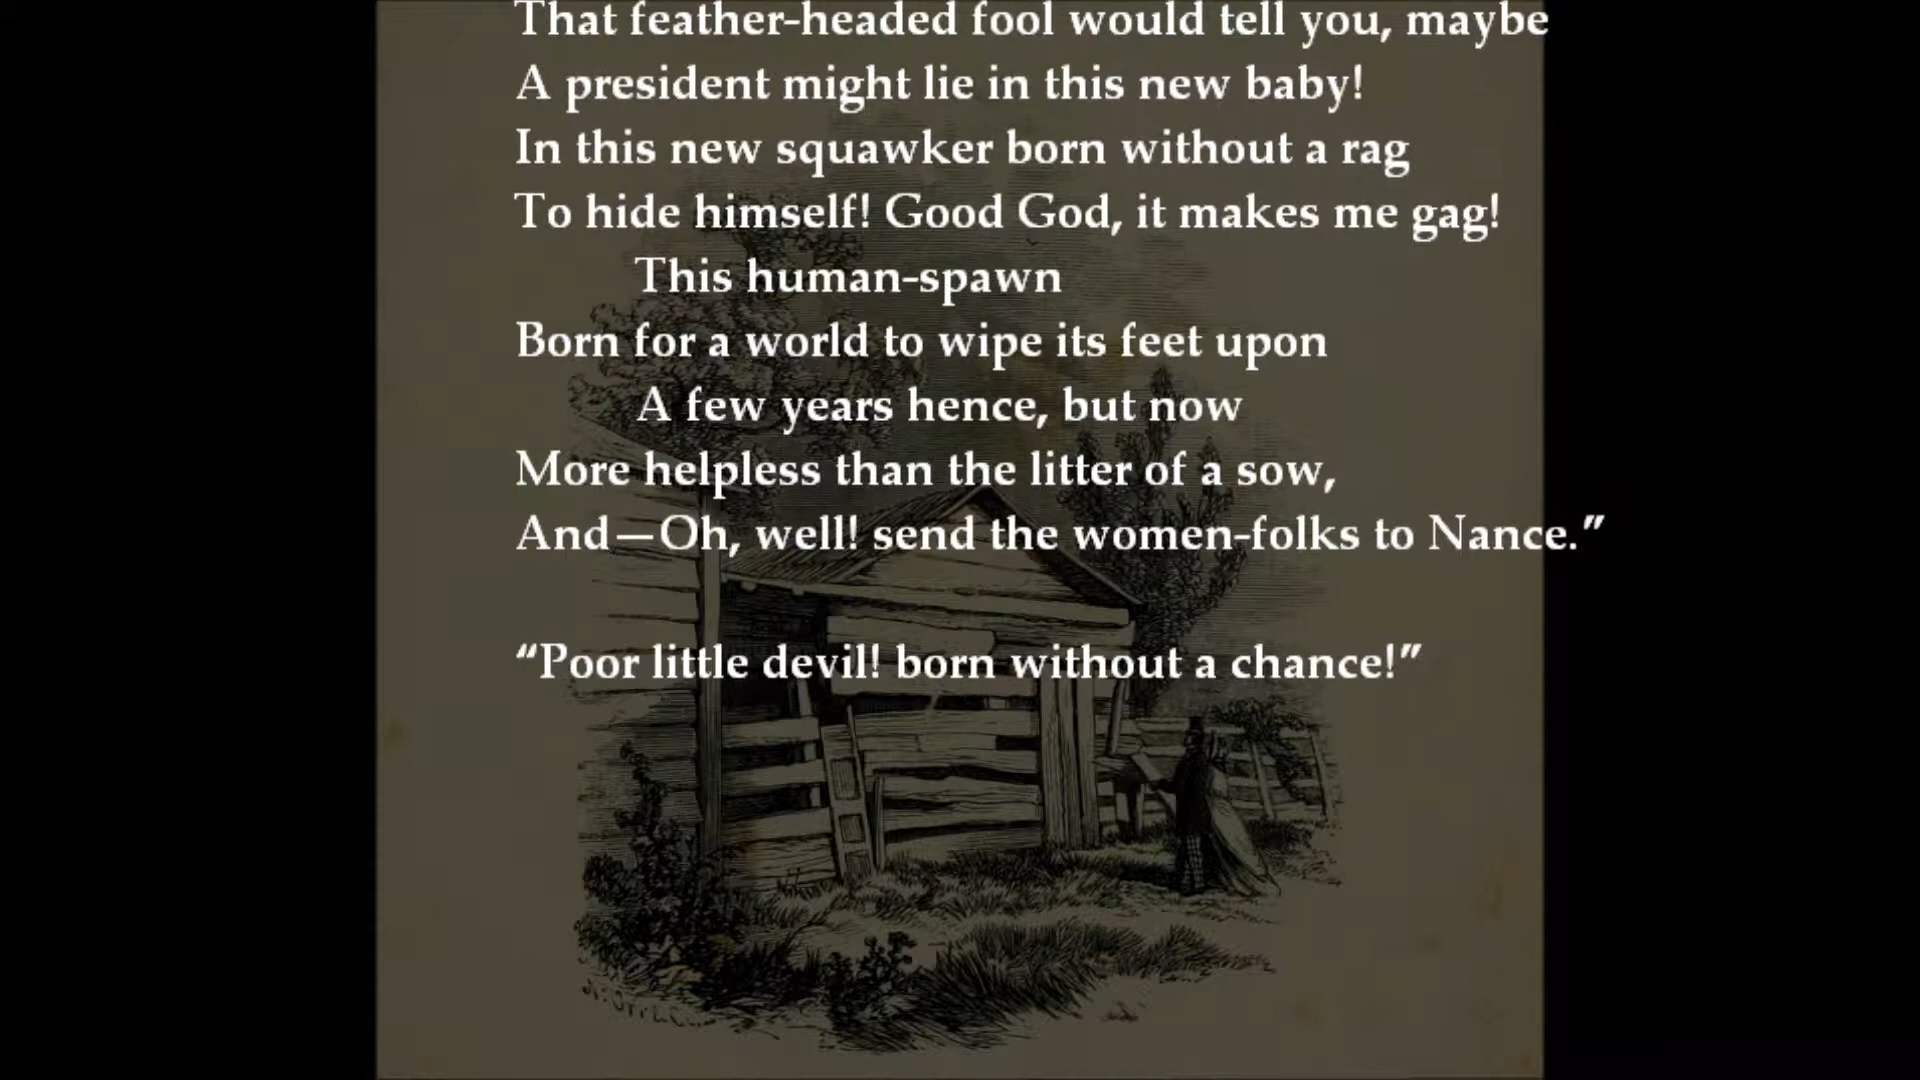 That feather-headed fool would tell you, maybe
A president might lie in this new baby!
In this new squawker born without a rag
To hide himself! Good God, it makes me gag!
This human-spawn
Born for a world to wipe its feet upon
A few years hence, but now
More helpless than the litter of a sow,
And—Oh, well! send the women-folks to Nance.”
“Poor little devil! born without a chance!”